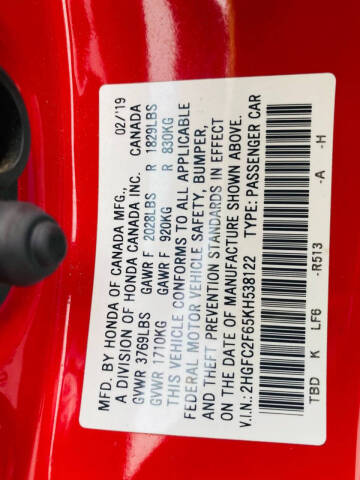 MFD. BY HONDA OF CANADA MFG., 02/'19
A DIVISION OF HONDA CANADA INC. CANADA
GVWR 3769LBS GAWR F 2028LBS R 1829LBS
GVWR 1710KG GAWR F 920KG R 830KG
THIS VEHICLE CONFORMS TO ALL APPLICABLE
FEDERAL MOTOR VEHICLE SAFETY, BUMPER,
AND THEFT PREVENTION STANDARDS IN EFFECT
ON THE DATE OF MANUFACTURE SHOWN ABOVE.
V.I.N.: 2HGFC2F65KH538122 TYPE: PASSENGER CAR
TBD K LF6 -R513 -A -H